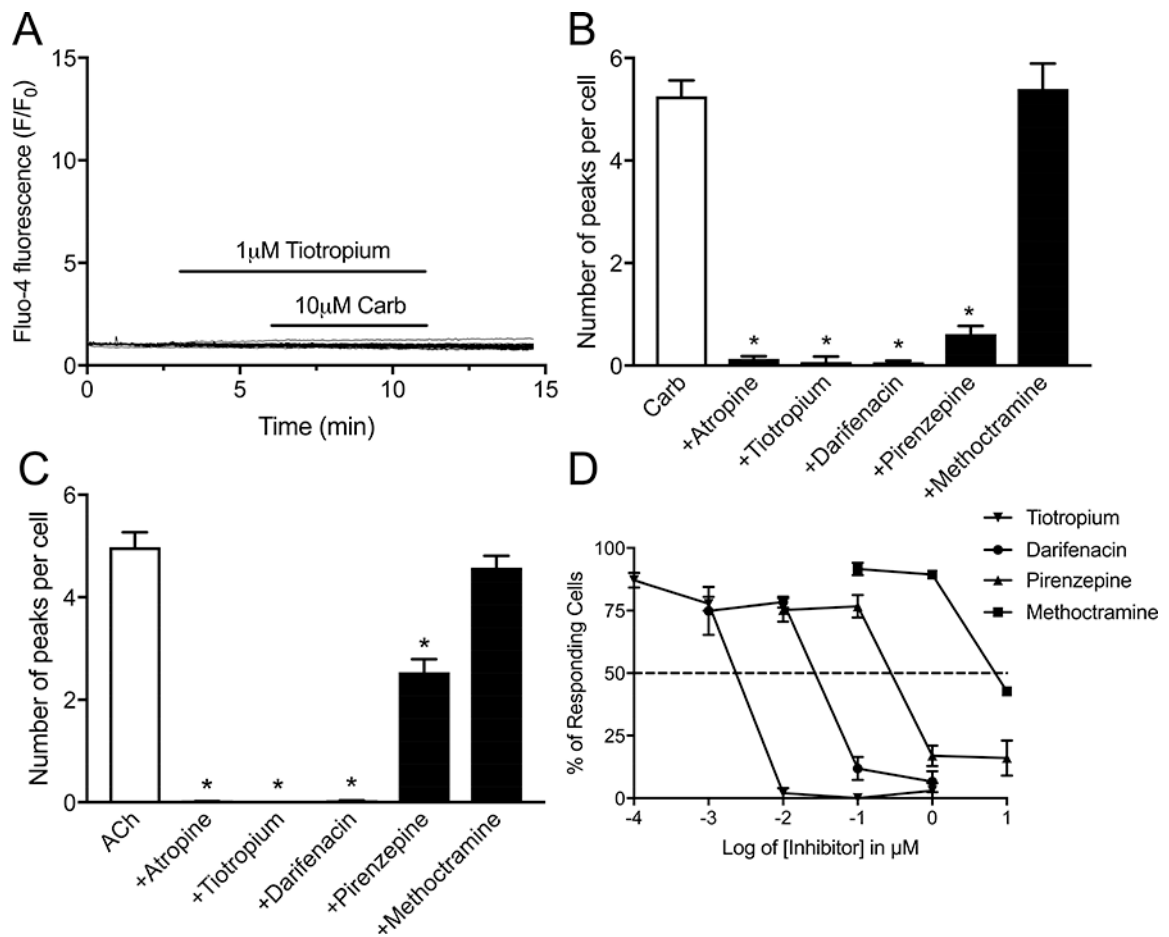 A
15
10
5
0
Fluo-4 fluorescence (F/F0)
1μM Tiotropium
10μM Carb
0 5 10 15
Time (min)
B
6
4
2
0
Number of peaks per cell
* * * *
Carb
+Atropine
+Tiotropium
+Darifenacin
+Pirenzepine
+Methoctramine
C
6
4
2
0
Number of peaks per cell
* * * *
ACh
+Atropine
+Tiotropium
+Darifenacin
+Pirenzepine
+Methoctramine
D
Tiotropium
Darifenacin
Pirenzepine
Methoctramine
100
75
50
25
0
% of Responding Cells
-4 -3 -2 -1 0 1
Log of [Inhibitor] in µM